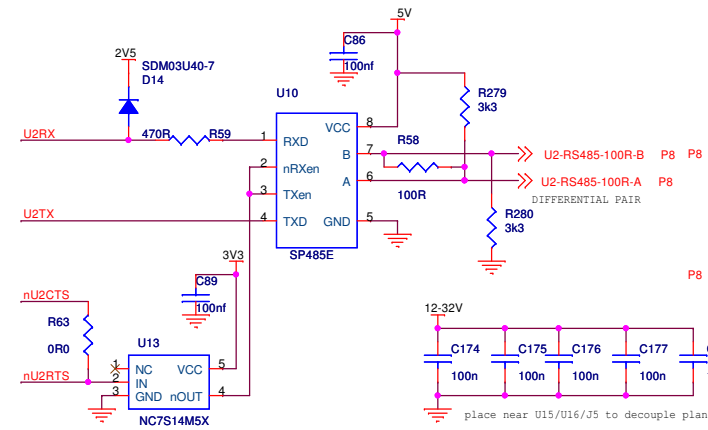 5V
C86
100nf
2V5
SDM03U40-7
D14
U10
R279
3k3
U2RX
470R
R59
1
RXD
VCC
8
R58
2
nRXen
B
7
U2-RS485-100R-B
P8
P8
3
TXen
A
6
100R
U2-RS485-100R-A
P8
DIFFERENTIAL PAIR
U2TX
4
TXD
GND
5
R280
3k3
SP485E
3V3
C89
100nf
P8
nU2CTS
R63
0R0
12-32V
U13
C174
C175
C176
C177
1
NC
VCC
5
100n
100n
100n
100n
nU2RTS
2
IN
3
GND
nOUT
4
NC7S14M5X
place near U15/U16/J5 to decouple plan